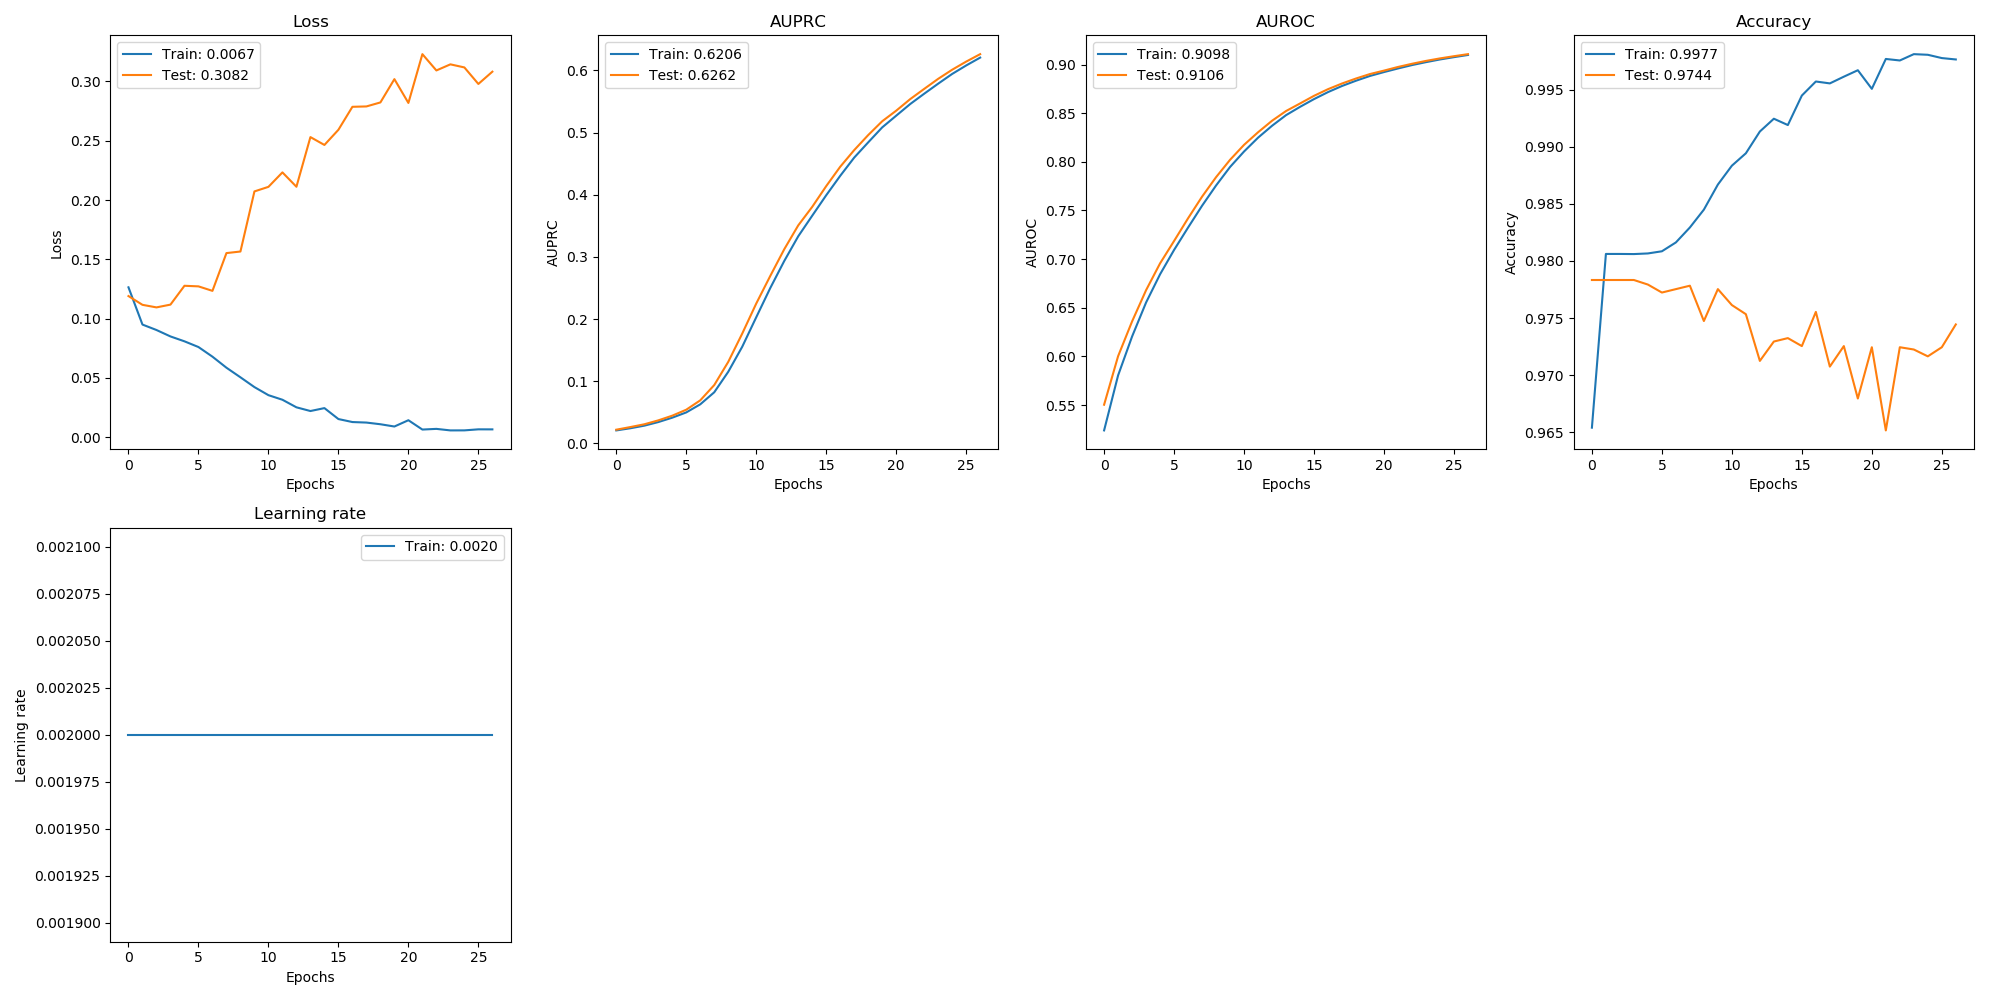 Loss
Train: 0.0067
Test: 0.3082
0.30
0.25
0.20
0.15
0.10
0.05
0.00
Loss
0 5 10 15 20 25
Epochs
AUPRC
Train: 0.6206
Test: 0.6262
0.6
0.5
0.4
0.3
0.2
0.1
0.0
AUPRC
0 5 10 15 20 25
Epochs
AUROC
Train: 0.9098
Test: 0.9106
0.90
0.85
0.80
0.75
0.70
0.65
0.60
0.55
AUROC
0 5 10 15 20 25
Epochs
Accuracy
Train: 0.9977
Test: 0.9744
0.995
0.990
0.985
0.980
0.975
0.970
0.965
Accuracy
0 5 10 15 20 25
Epochs
Learning rate
Train: 0.0020
0.002100
0.002075
0.002050
0.002025
0.002000
0.001975
0.001950
0.001925
0.001900
Learning rate
0 5 10 15 20 25
Epochs